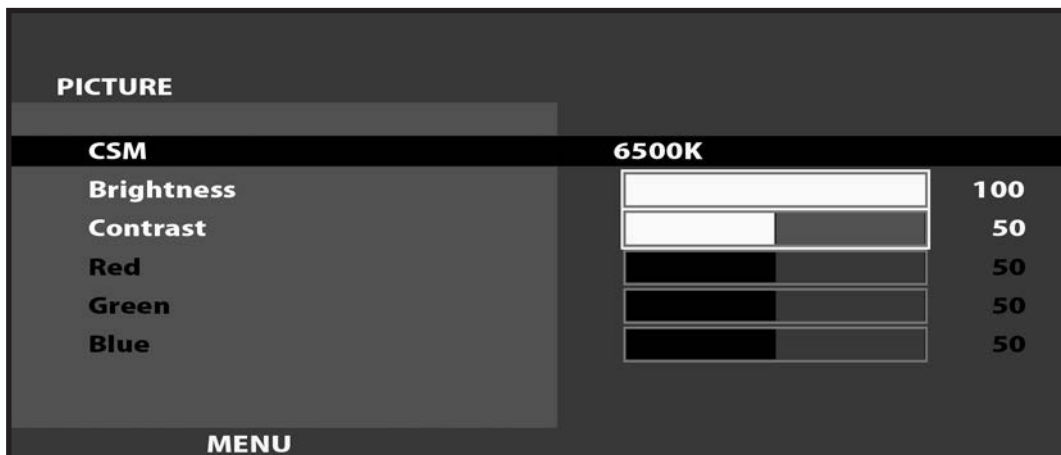 PICTURE
CSM 6500K
Brightness 100
Contrast 50
Red 50
Green 50
Blue 50
MENU